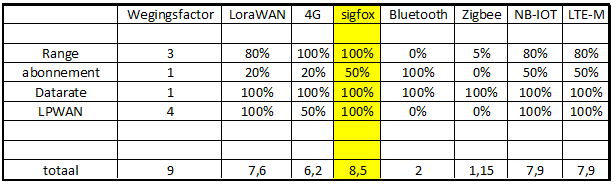 Wegingsfactor LoraWAN 4G sigfox Bluetooth Zigbee NB-IOT LTE-M
Range 3 80% 100% 100% 0% 5% 80% 80%
abonnement 1 20% 20% 50% 100% 0% 50% 50%
Datarate 1 100% 100% 100% 100% 100% 100% 100%
LPWAN 4 100% 50% 100% 0% 0% 100% 100%
totaal 9 7,6 6,2 8,5 2 1,15 7,9 7,9